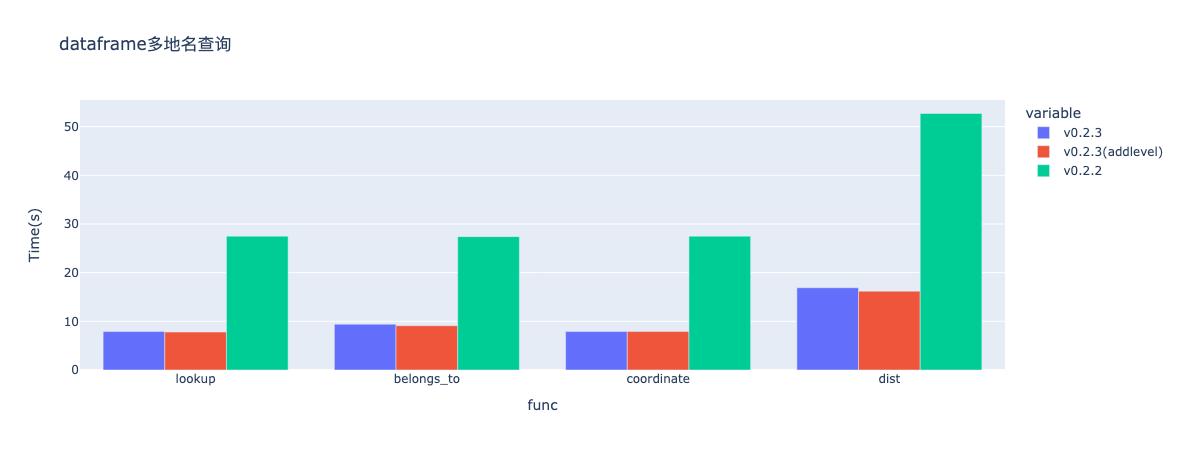 dataframe多地名查询
variable
v0.2.3
v0.2.3(addlevel)
v0.2.2
Time(s)
50
40
30
20
10
0
lookup
belongs_to
coordinate
dist
func